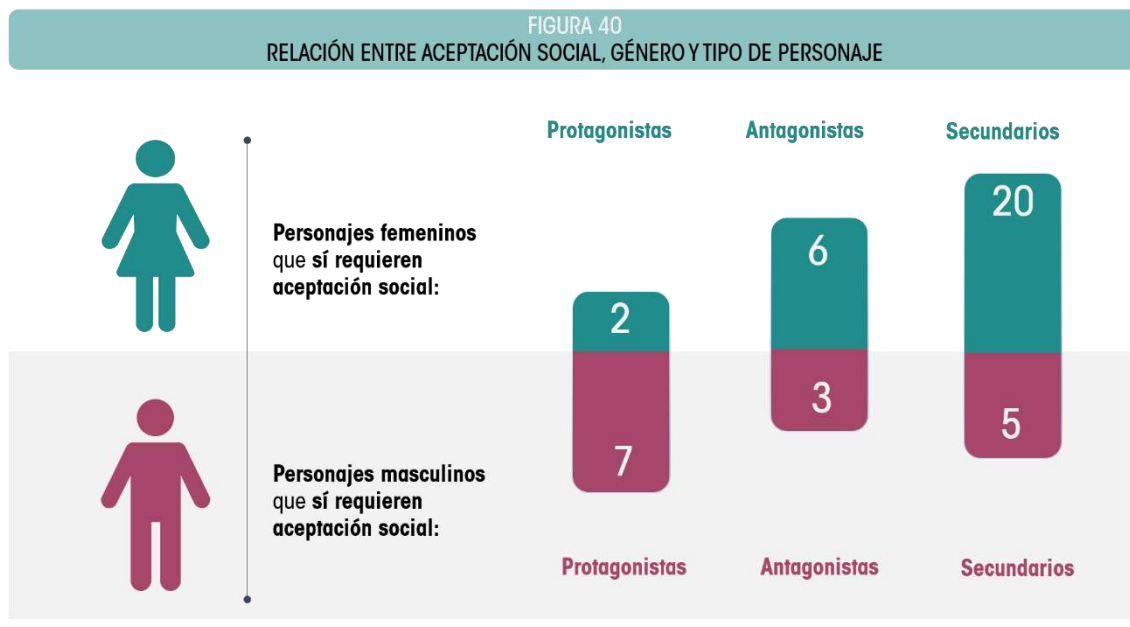 FIGURA 40
RELACIÓN ENTRE ACEPTACIÓN SOCIAL, GÉNERO Y TIPO DE PERSONAJE
Protagonistas
Antagonistas
Secundarios
Personajes femeninos
que sí requieren
aceptación social:
2
6
20
Personajes masculinos
que sí requieren
aceptación social:
7
3
5
Protagonistas
Antagonistas
Secundarios